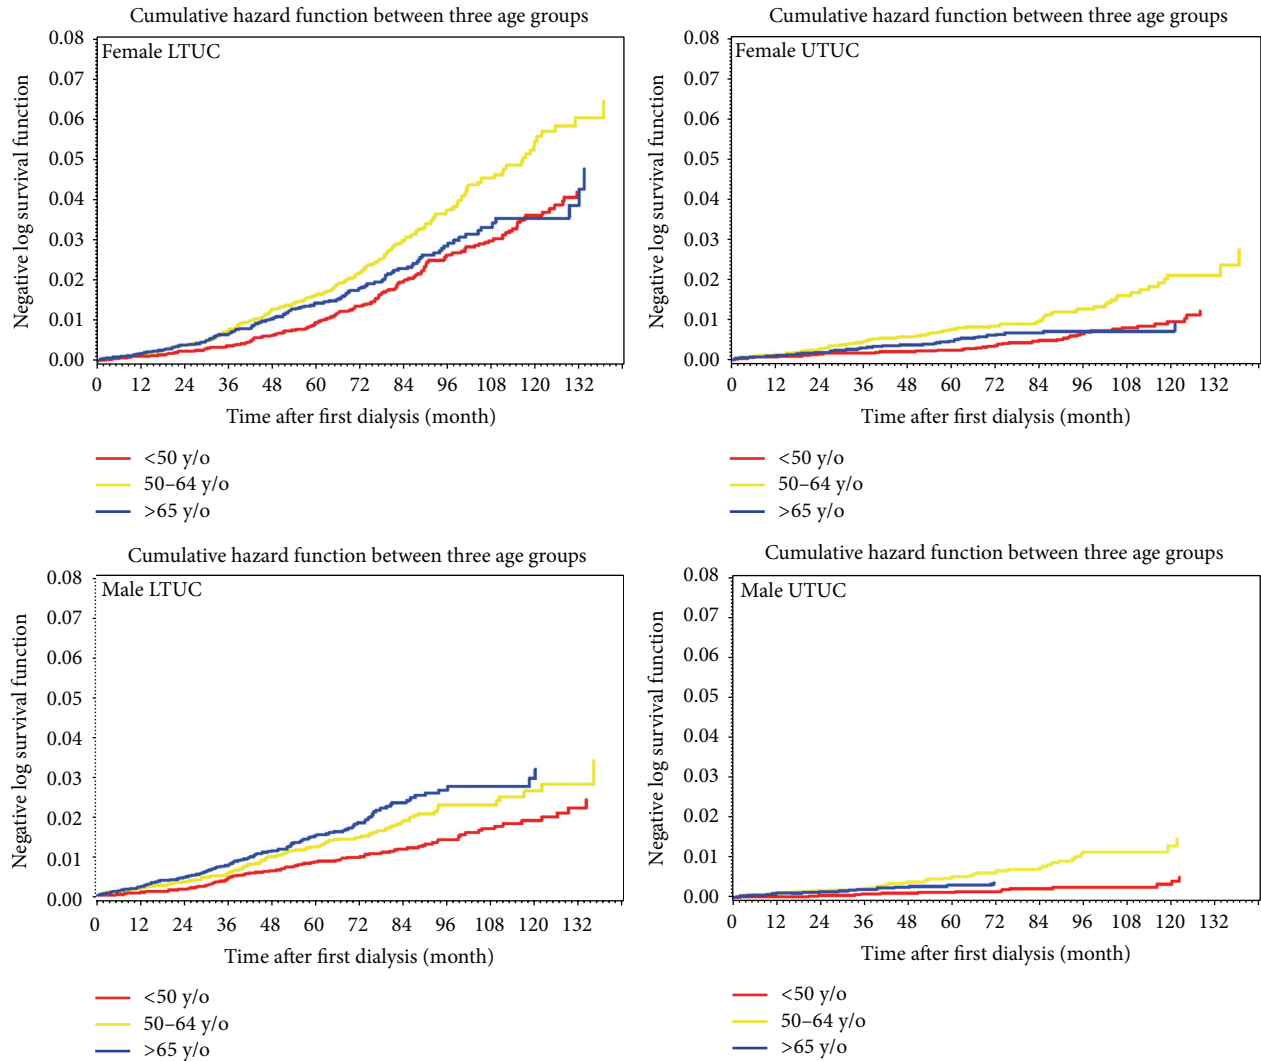 Cumulative hazard function between three age groups
Female LTUC
Negative log survival function
0.08
0.07
0.06
0.05
0.04
0.03
0.02
0.01
0.00
0 12 24 36 48 60 72 84 96 108 120 132
Time after first dialysis (month)
<50 y/o
50–64 y/o
>65 y/o
Cumulative hazard function between three age groups
Female UTUC
Negative log survival function
0.08
0.07
0.06
0.05
0.04
0.03
0.02
0.01
0.00
0 12 24 36 48 60 72 84 96 108 120 132
Time after first dialysis (month)
<50 y/o
50–64 y/o
>65 y/o
Cumulative hazard function between three age groups
Male LTUC
Negative log survival function
0.08
0.07
0.06
0.05
0.04
0.03
0.02
0.01
0.00
0 12 24 36 48 60 72 84 96 108 120 132
Time after first dialysis (month)
<50 y/o
50–64 y/o
>65 y/o
Cumulative hazard function between three age groups
Male UTUC
Negative log survival function
0.08
0.07
0.06
0.05
0.04
0.03
0.02
0.01
0.00
0 12 24 36 48 60 72 84 96 108 120 132
Time after first dialysis (month)
<50 y/o
50–64 y/o
>65 y/o